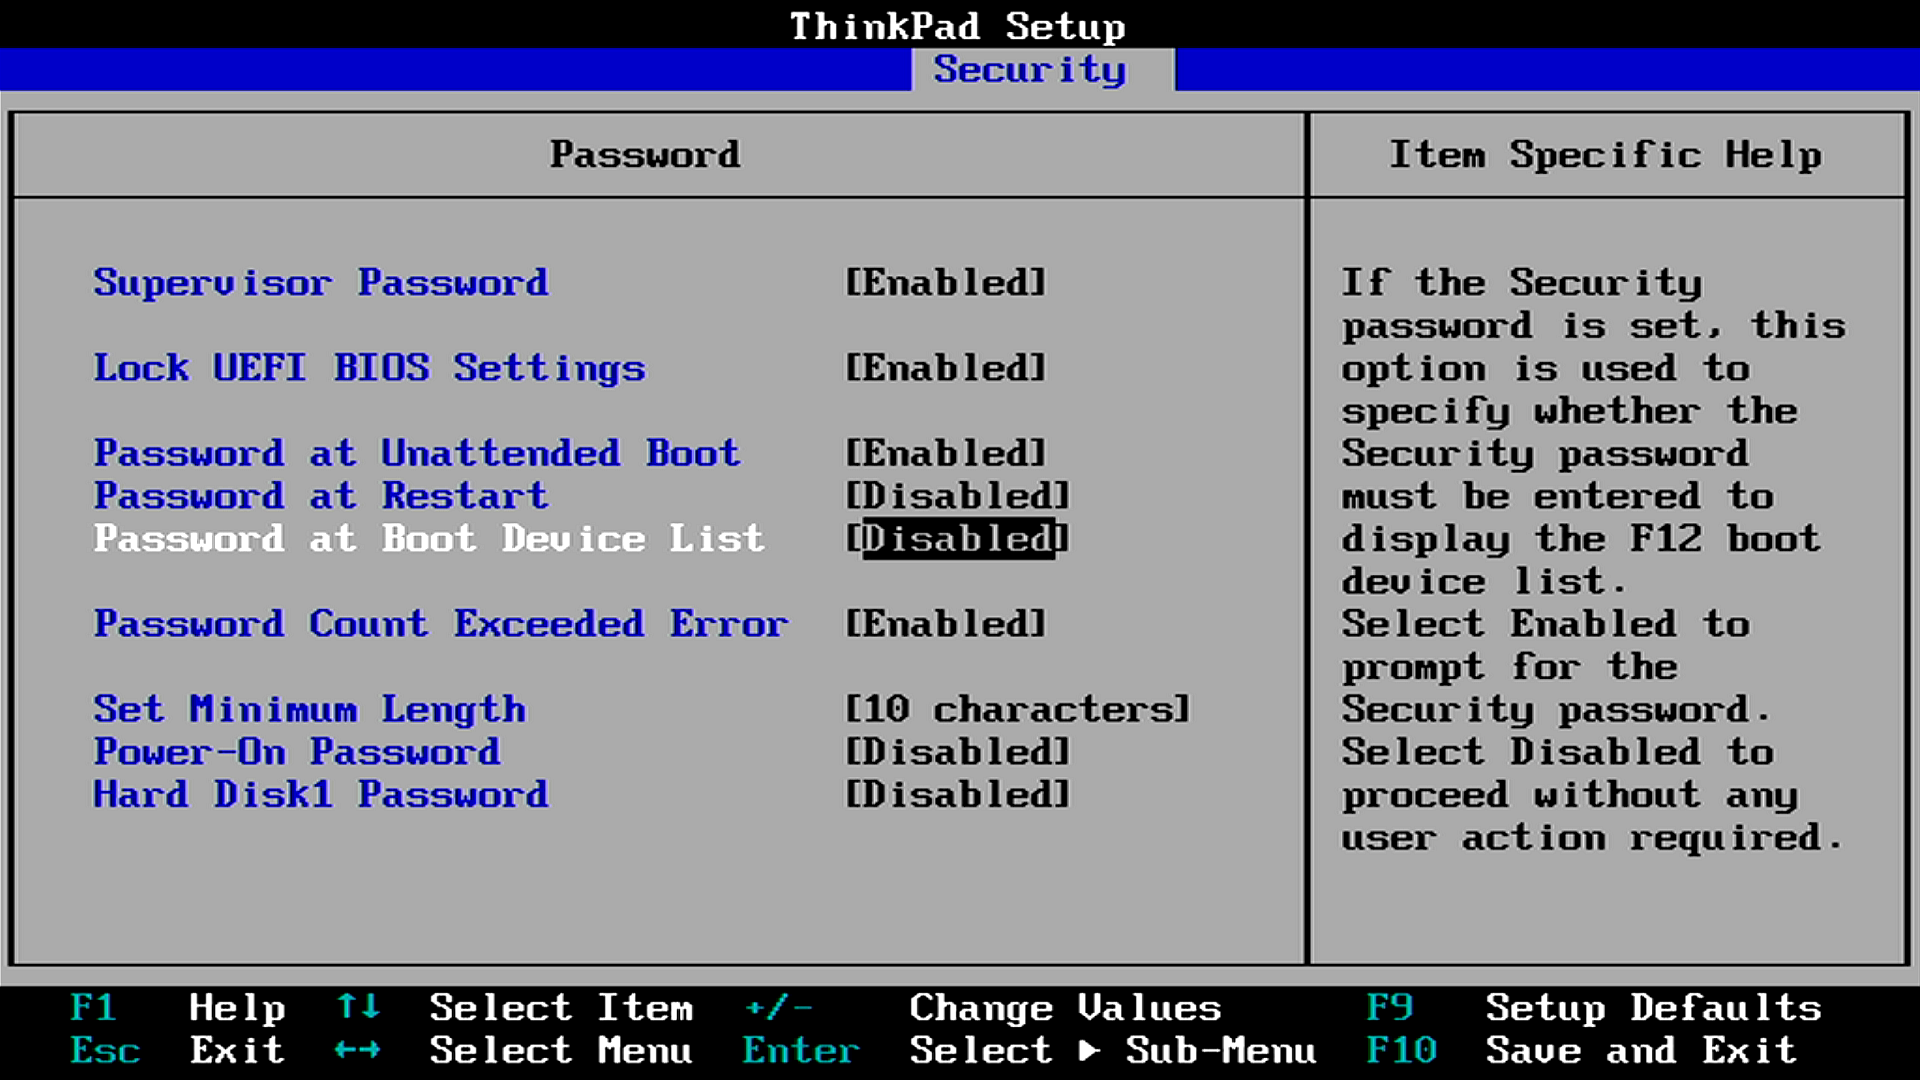 ThinkPad Setup
Security
Password
Item Specific Help
Supervisor Password [Enabled]
Lock UEFI BIOS Settings [Enabled]
Password at Unattended Boot [Enabled]
Password at Restart [Disabled]
Password at Boot Device List [Disabled]
Password Count Exceeded Error [Enabled]
Set Minimum Length [10 characters]
Power-On Password [Disabled]
Hard Disk1 Password [Disabled]
If the Security
password is set, this
option is used to
specify whether the
Security password
must be entered to
display the F12 boot
device list.
Select Enabled to
prompt for the
Security password.
Select Disabled to
proceed without any
user action required.
F1 Help ↑↓ Select Item +/- Change Values F9 Setup Defaults
Esc Exit ←→ Select Menu Enter Select ▶ Sub-Menu F10 Save and Exit